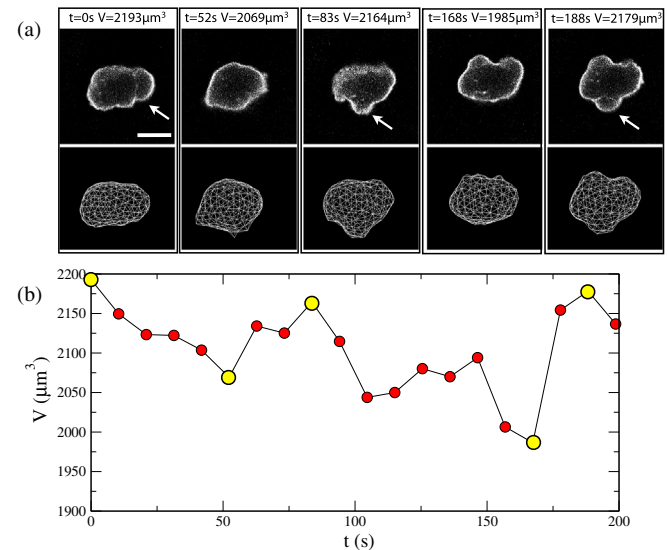 (a)
t=0s V=2193μm³ t=52s V=2069μm³ t=83s V=2164μm³ t=168s V=1985μm³ t=188s V=2179μm³
(b)
2200
2150
2100
2050
2000
1950
1900
V (μm³)
0 50 100 150 200
t (s)